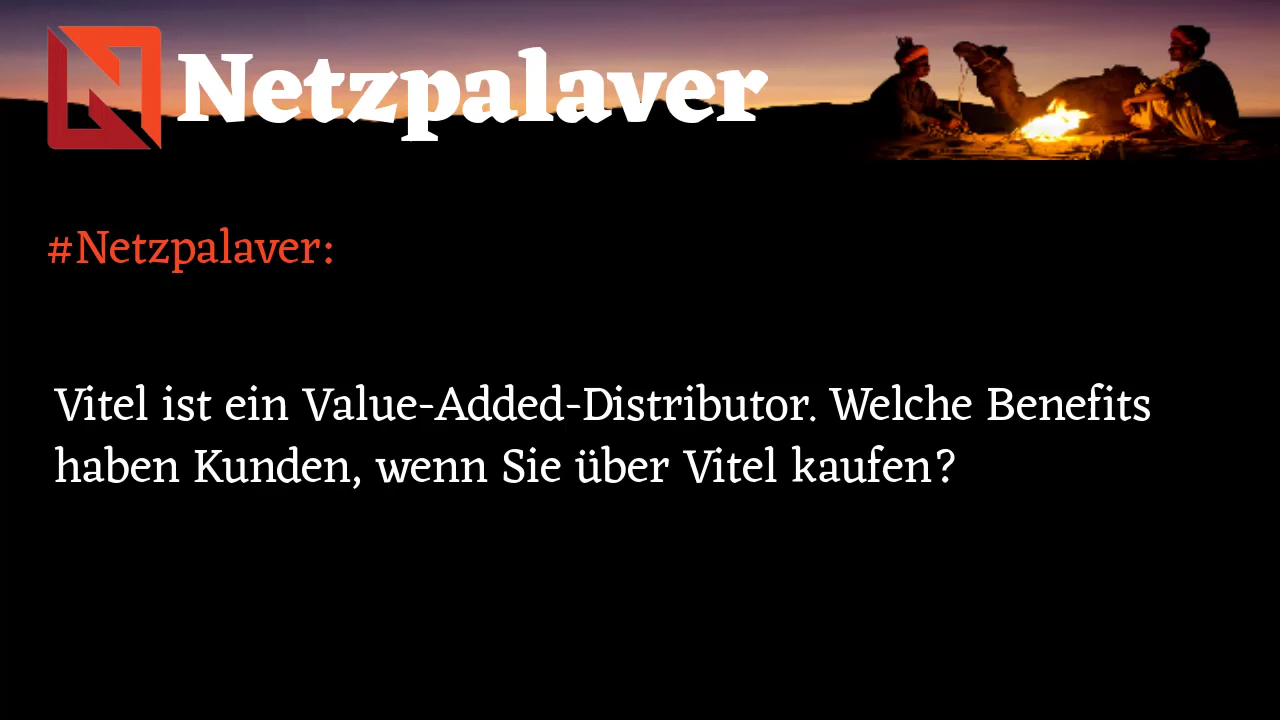 Netzpalaver
#Netzpalaver:
Vitel ist ein Value-Added-Distributor. Welche Benefits
haben Kunden, wenn Sie über Vitel kaufen?